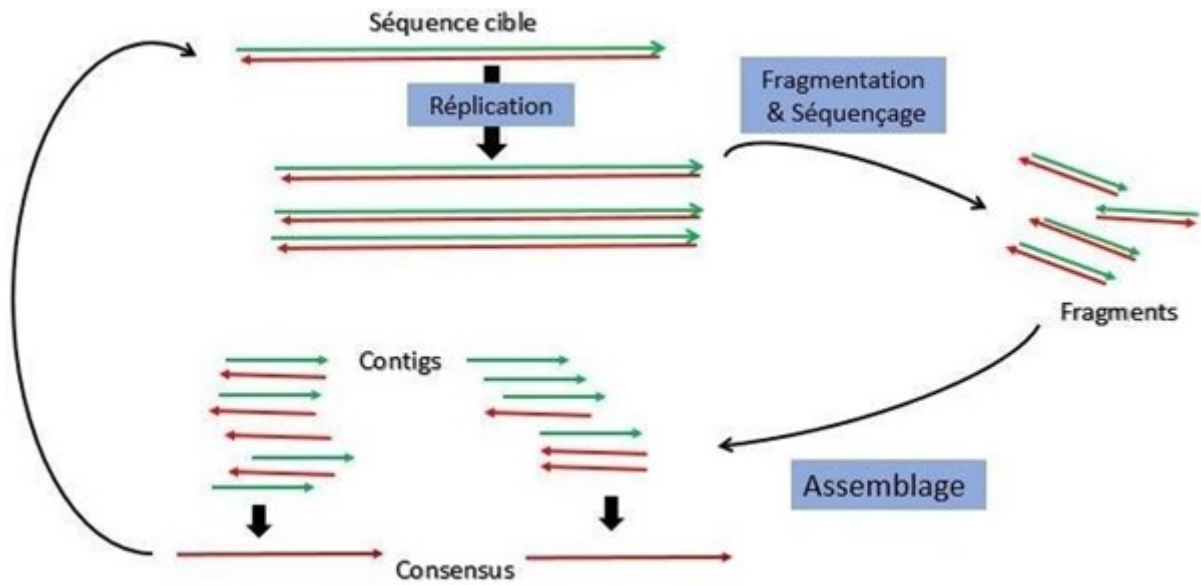 Séquence cible
Réplication
Fragmentation
& Séquençage
Fragments
Contigs
Assemblage
Consensus